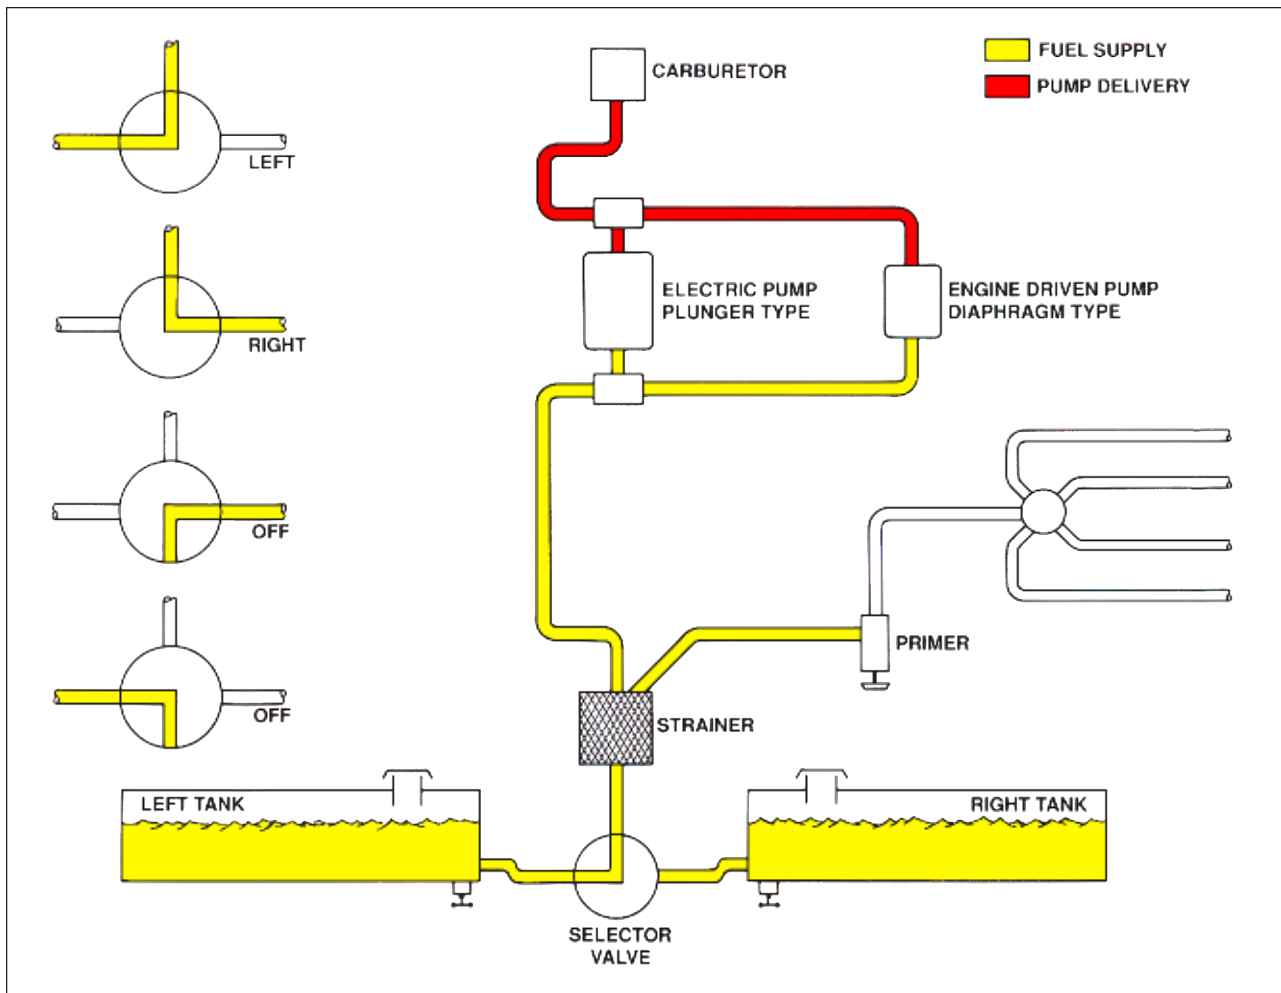 CARBURETOR
FUEL SUPPLY
PUMP DELIVERY
LEFT
RIGHT
OFF
OFF
ELECTRIC PUMP
PLUNGER TYPE
ENGINE DRIVEN PUMP
DIAPHRAGM TYPE
PRIMER
STRAINER
LEFT TANK
RIGHT TANK
SELECTOR
VALVE